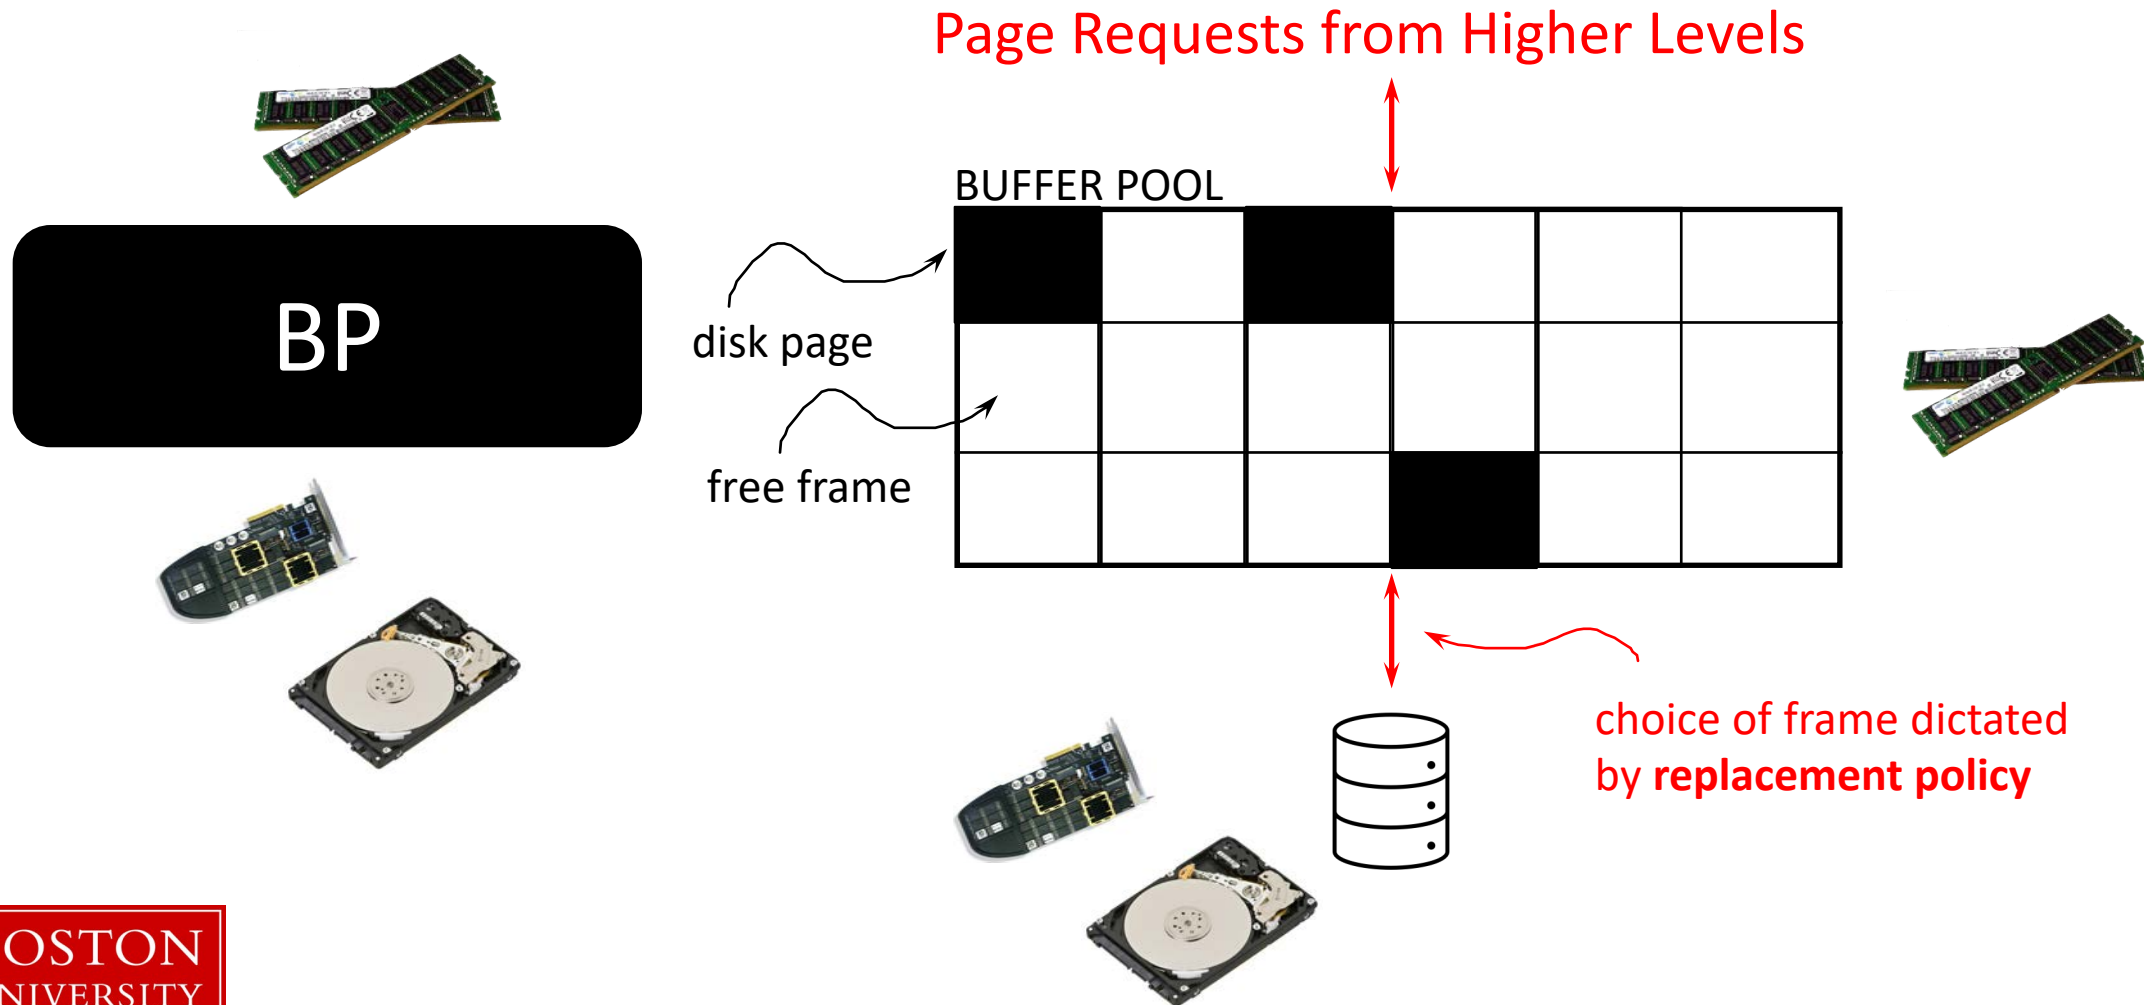 Page Requests from Higher Levels
BUFFER POOL
BP
disk page
free frame
choice of frame dictated
by replacement policy
OSTON
NIVERSITY